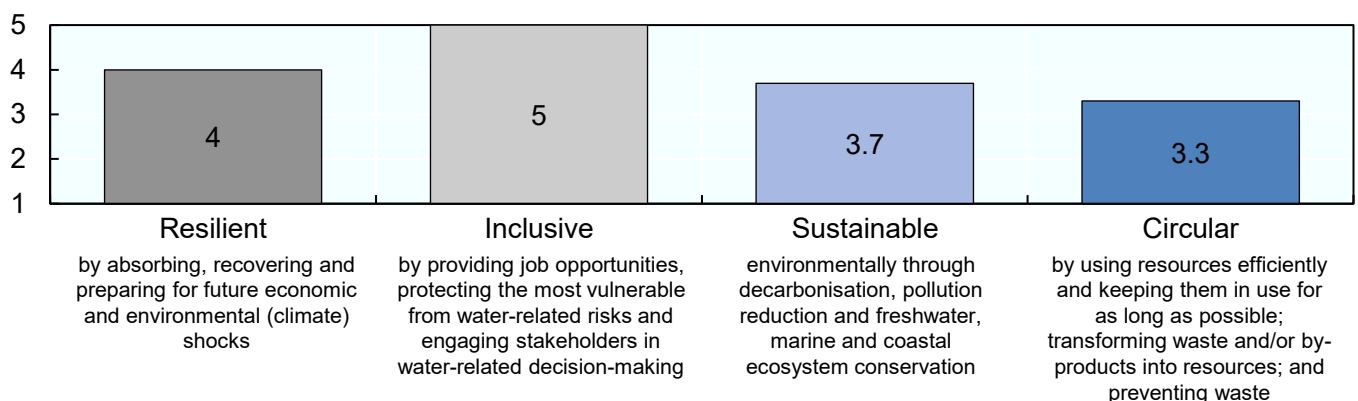 5
4
3
2
1
4
5
3.7
3.3
Resilient
by absorbing, recovering and
preparing for future economic
and environmental (climate)
shocks
Inclusive
by providing job opportunities,
protecting the most vulnerable
from water-related risks and
engaging stakeholders in
water-related decision-making
Sustainable
environmentally through
decarbonisation, pollution
reduction and freshwater,
marine and coastal
ecosystem conservation
Circular
by using resources efficiently
and keeping them in use for
as long as possible;
transforming waste and/or by-
products into resources; and
preventing waste